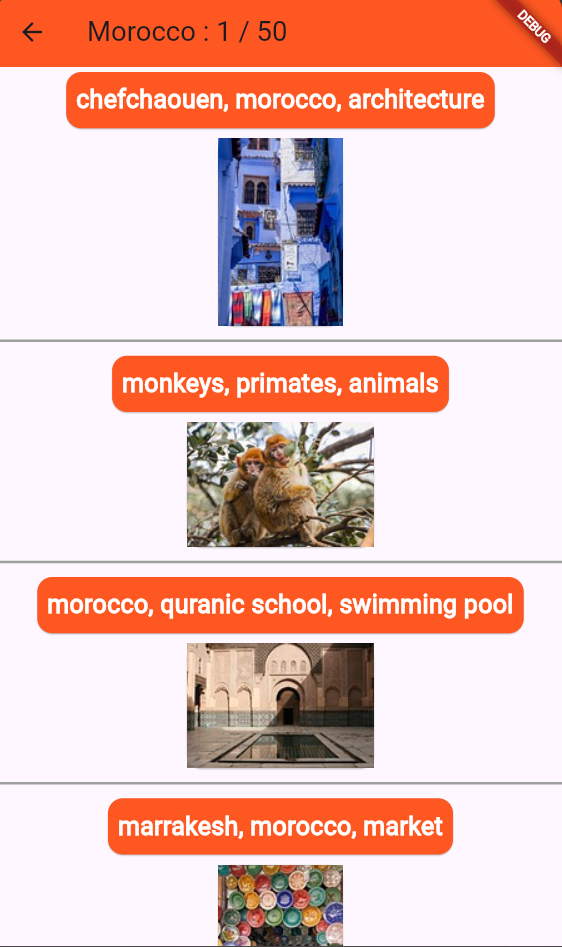 Morocco : 1 / 50
DEBUG
chefchaouen, morocco, architecture
monkeys, primates, animals
morocco, quranic school, swimming pool
marrakesh, morocco, market